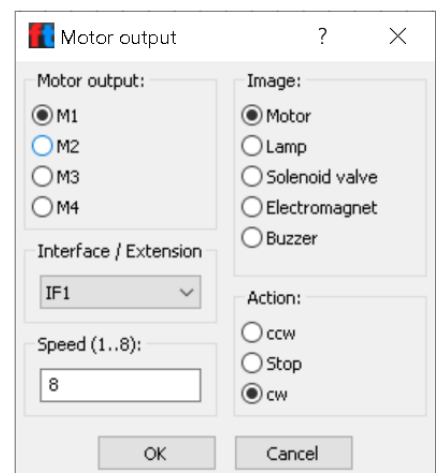 ft Motor output ?
Motor output:
M1
M2
M3
M4
Interface / Extension
IF1
Speed (1..8):
8
Image:
Motor
Lamp
Solenoid valve
Electromagnet
Buzzer
Action:
ccw
Stop
cw
OK
Cancel